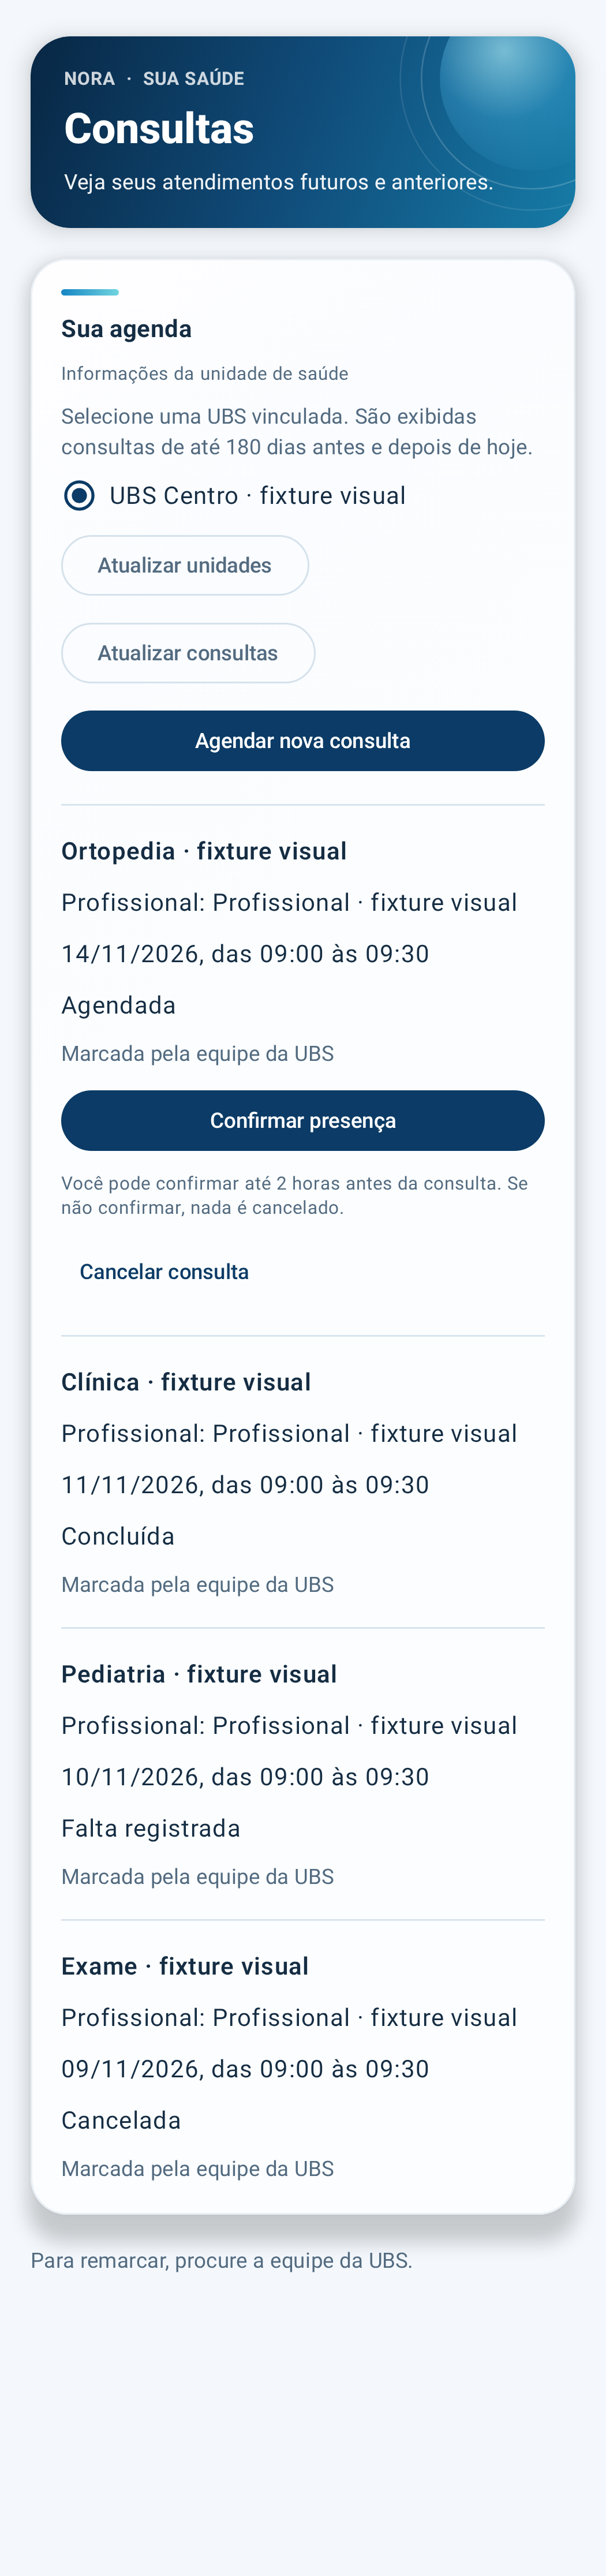 NORA · SUA SAÚDE
Consultas
Veja seus atendimentos futuros e anteriores.
Sua agenda
Informações da unidade de saúde
Selecione uma UBS vinculada. São exibidas
consultas de até 180 dias antes e depois de hoje.
UBS Centro · fixture visual
Atualizar unidades
Atualizar consultas
Agendar nova consulta
Ortopedia · fixture visual
Profissional: Profissional · fixture visual
14/11/2026, das 09:00 às 09:30
Agendada
Marcada pela equipe da UBS
Confirmar presença
Você pode confirmar até 2 horas antes da consulta. Se
não confirmar, nada é cancelado.
Cancelar consulta
Clínica · fixture visual
Profissional: Profissional · fixture visual
11/11/2026, das 09:00 às 09:30
Concluída
Marcada pela equipe da UBS
Pediatria · fixture visual
Profissional: Profissional · fixture visual
10/11/2026, das 09:00 às 09:30
Falta registrada
Marcada pela equipe da UBS
Exame · fixture visual
Profissional: Profissional · fixture visual
09/11/2026, das 09:00 às 09:30
Cancelada
Marcada pela equipe da UBS
Para remarcar, procure a equipe da UBS.